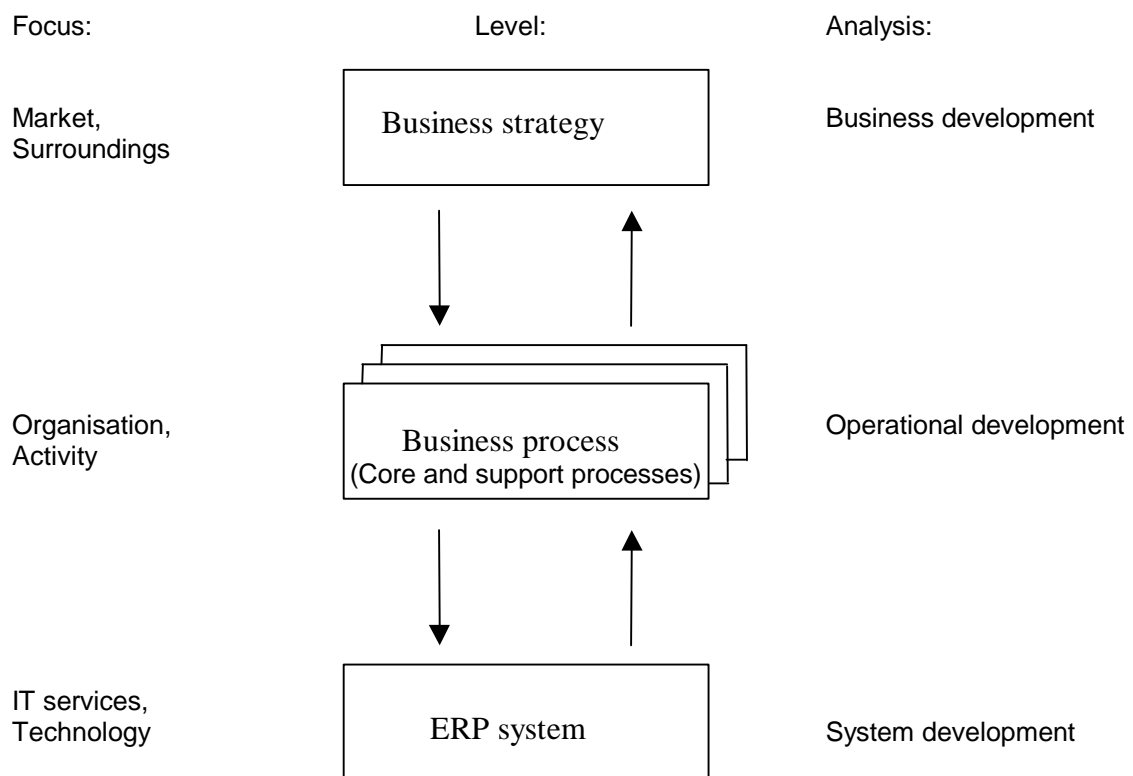 Focus: Level: Analysis:
Market, Business strategy Business development
Surroundings
Organisation, Operational development
Activity Business process
(Core and support processes)
IT services,
Technology ERP system System development